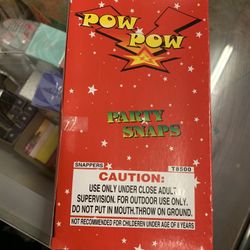 POW
POW
PARTY
SNAPS
SNAPPERS
T8500
CAUTION:
USE ONLY UNDER CLOSE ADULT
SUPERVISION. FOR OUTDOOR USE ONLY.
DO NOT PUT IN MOUTH.THROW ON GROUND.
NOT RECOMMENDED FOR CHILDREN UNDER AGE OF 8 YEARS